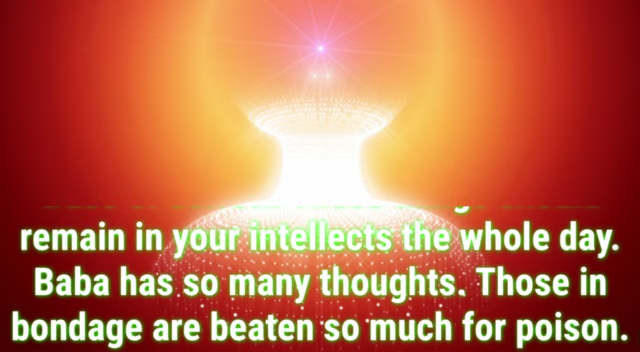 remain in your intellects the whole day.
Baba has so many thoughts. Those in
bondage are beaten so much for poison.